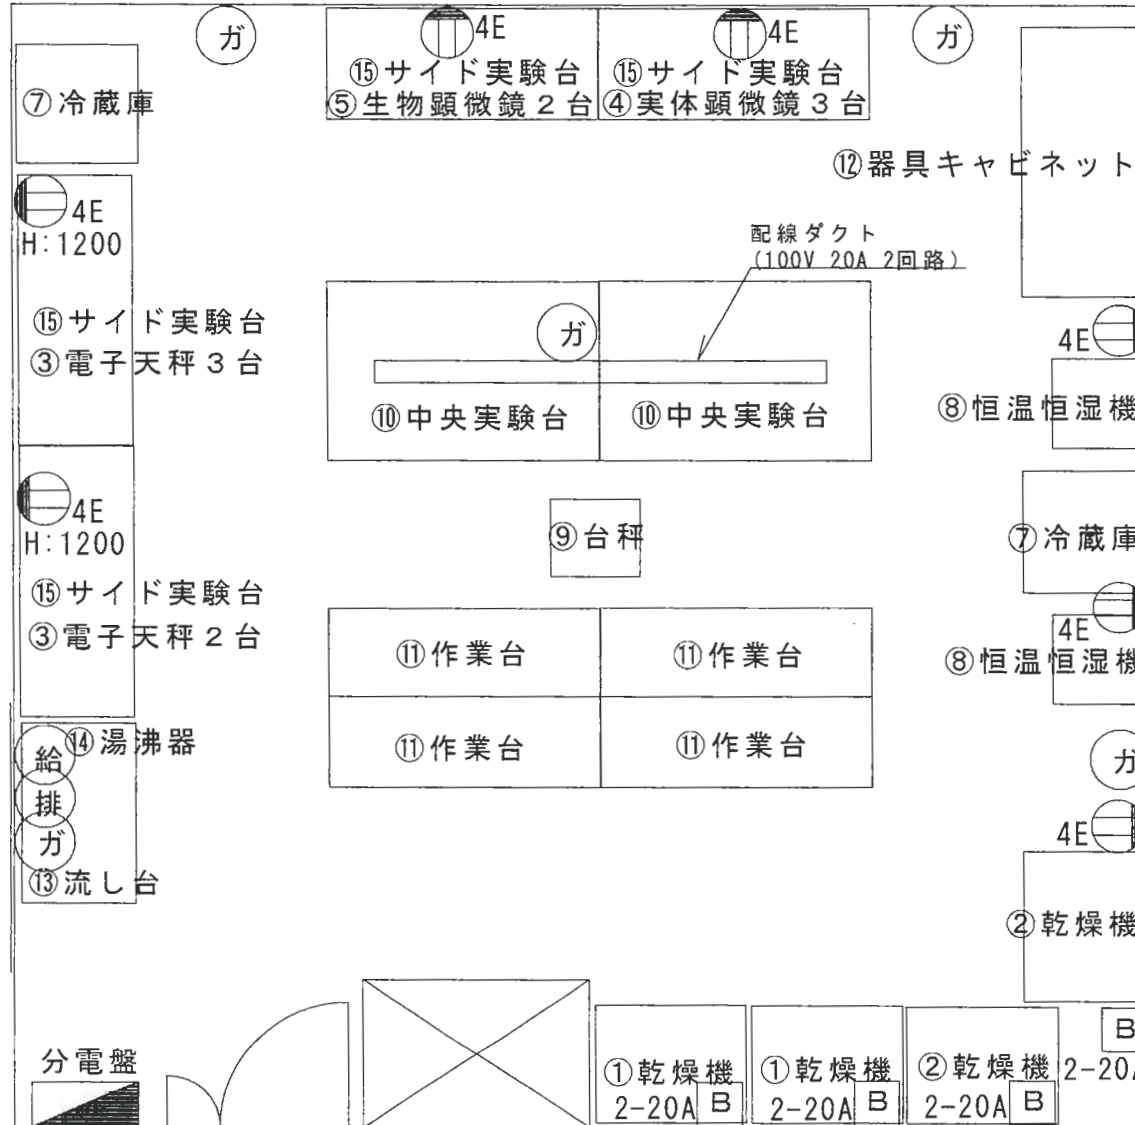 ガ
4E
4E
ガ
⑮サイド実験台
⑤生物顕微鏡２台
⑮サイド実験台
④実体顕微鏡３台
⑦冷蔵庫
⑫器具キャビネット
4E
H:1200
⑮サイド実験台
③電子天秤３台
配線ダクト
(100V 20A 2回路)
ガ
⑩中央実験台
⑩中央実験台
4E
⑧恒温恒湿機
4E
H:1200
⑮サイド実験台
③電子天秤２台
⑨台秤
⑦冷蔵庫
4E
⑧恒温恒湿機
⑪作業台
⑪作業台
⑪作業台
⑪作業台
⑭湯沸器
給
排
ガ
⑬流し台
ガ
4E
②乾燥機
分電盤
①乾燥機
2-20A B
①乾燥機
2-20A B
②乾燥機
2-20A B
B
2-20A